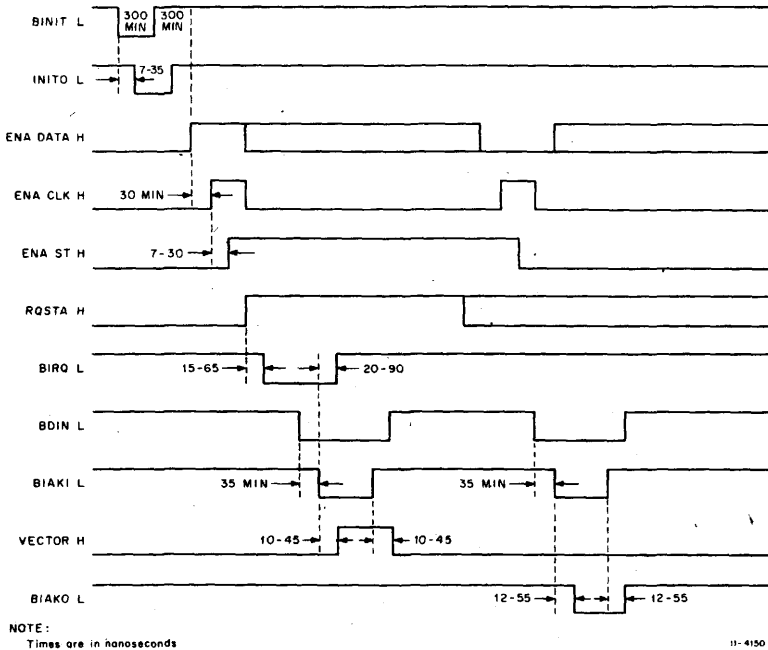 BINIT L 300 MIN 300 MIN
INITO L 7-35
ENA DATA H
ENA CLK H 30 MIN
ENA ST H 7-30
RQSTA H
BIRQ L 15-65 20-90
BDIN L
BIAKI L 35 MIN 35 MIN
VECTOR H 10-45 10-45
BIAKO L 12-55 12-55
NOTE:
Times are in nanoseconds
11-4150